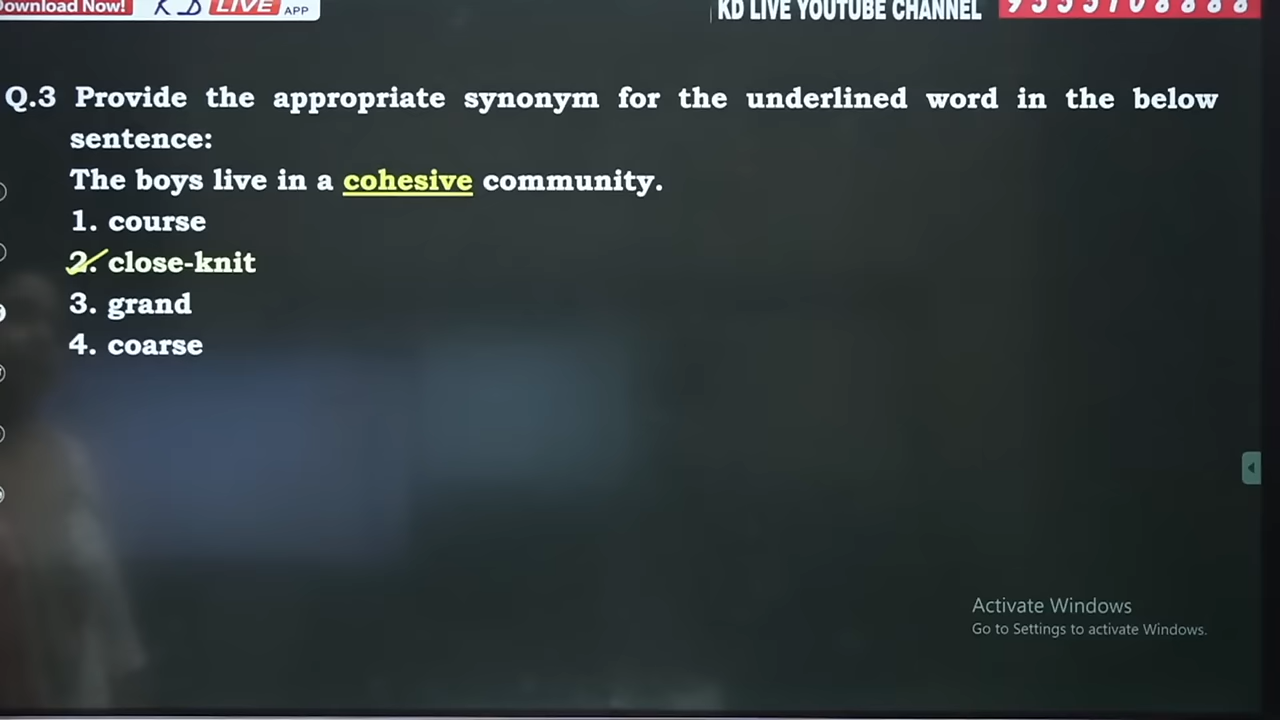 Download Now!
KD LIVE APP
KD LIVE YOUTUBE CHANNEL
Q.3 Provide the appropriate synonym for the underlined word in the below
sentence:
The boys live in a cohesive community.
1. course
2. close-knit
3. grand
4. coarse
Activate Windows
Go to Settings to activate Windows.